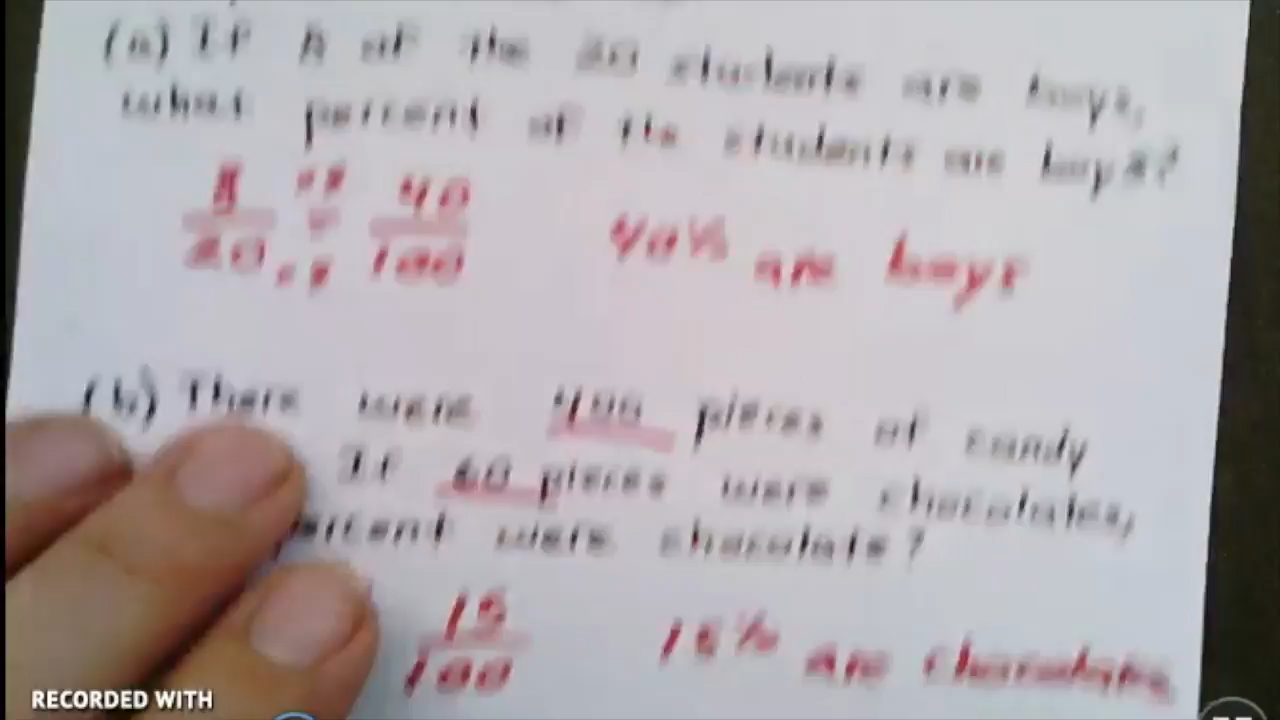 (a) If 8 of the 20 students are boys,
what percent of the students are boys?
8/20 = 40/100 40% are boys
(b) There were 400 pieces of candy
If 60 pieces were chocolates,
percent were chocolate?
15/100 15% are chocolates
RECORDED WITH